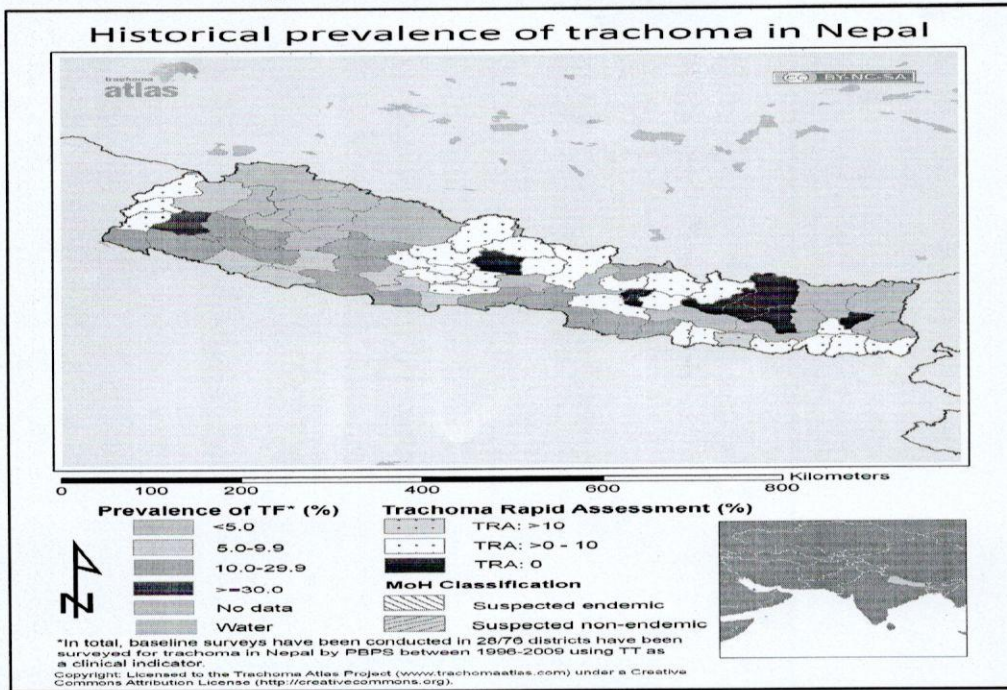 Historical prevalence of trachoma in Nepal
trachoma
atlas
CC BY-NC-SA
0 100 200 400 600 800 Kilometers
Prevalence of TF* (%)
<5.0
5.0-9.9
10.0-29.9
>=30.0
No data
Water
Trachoma Rapid Assessment (%)
TRA: >10
TRA: >0 - 10
TRA: 0
MoH Classification
Suspected endemic
Suspected non-endemic
N
*In total, baseline surveys have been conducted in 28/76 districts have been
surveyed for trachoma in Nepal by PBPS between 1996-2009 using TT as
a clinical indicator.
Copyright: Licensed to the Trachoma Atlas Project (www.trachomaatlas.com) under a Creative
Commons Attribution License (http://creativecommons.org).